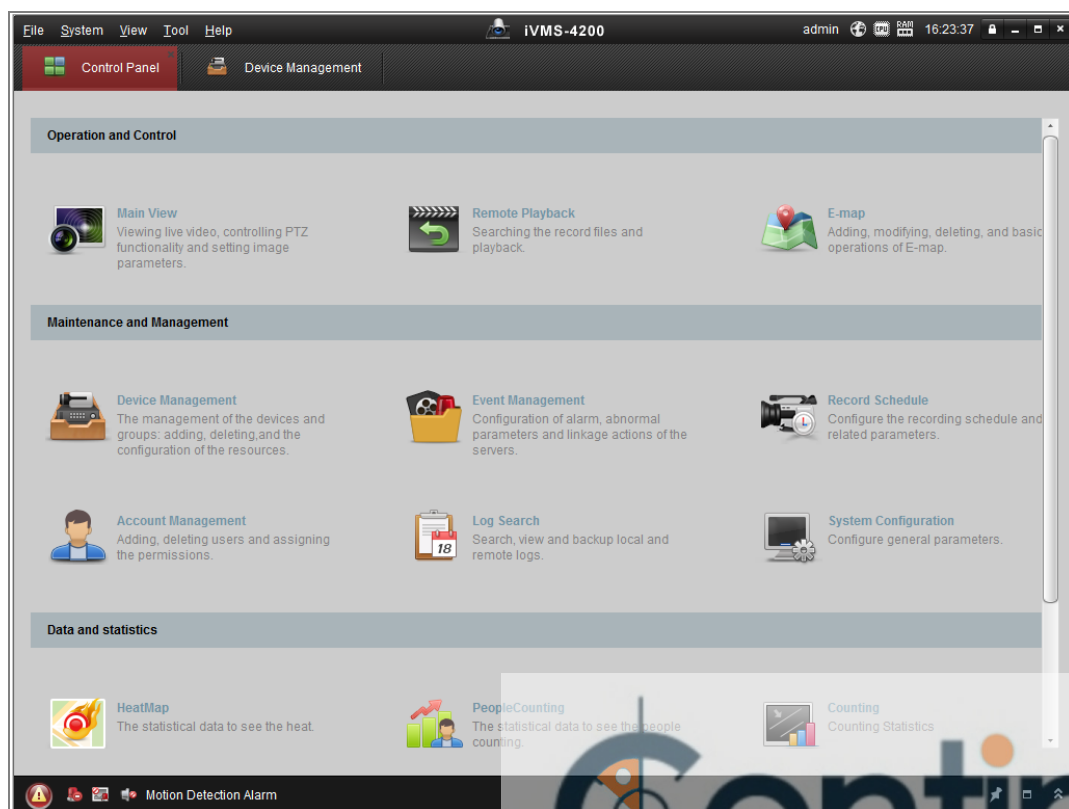 File System View Tool Help
iVMS-4200
admin CPU RAM 16:23:37
Control Panel
Device Management
Operation and Control
Main View
Viewing live video, controlling PTZ
functionality and setting image
parameters.
Remote Playback
Searching the record files and
playback.
E-map
Adding, modifying, deleting, and basic
operations of E-map.
Maintenance and Management
Device Management
The management of the devices and
groups: adding, deleting,and the
configuration of the resources.
Event Management
Configuration of alarm, abnormal
parameters and linkage actions of the
servers.
Record Schedule
Configure the recording schedule and
related parameters.
Account Management
Adding, deleting users and assigning
the permissions.
18
Log Search
Search, view and backup local and
remote logs.
System Configuration
Configure general parameters.
Data and statistics
HeatMap
The statistical data to see the heat.
PeopleCounting
The statistical data to see the people
counting.
Counting
Counting Statistics
Motion Detection Alarm